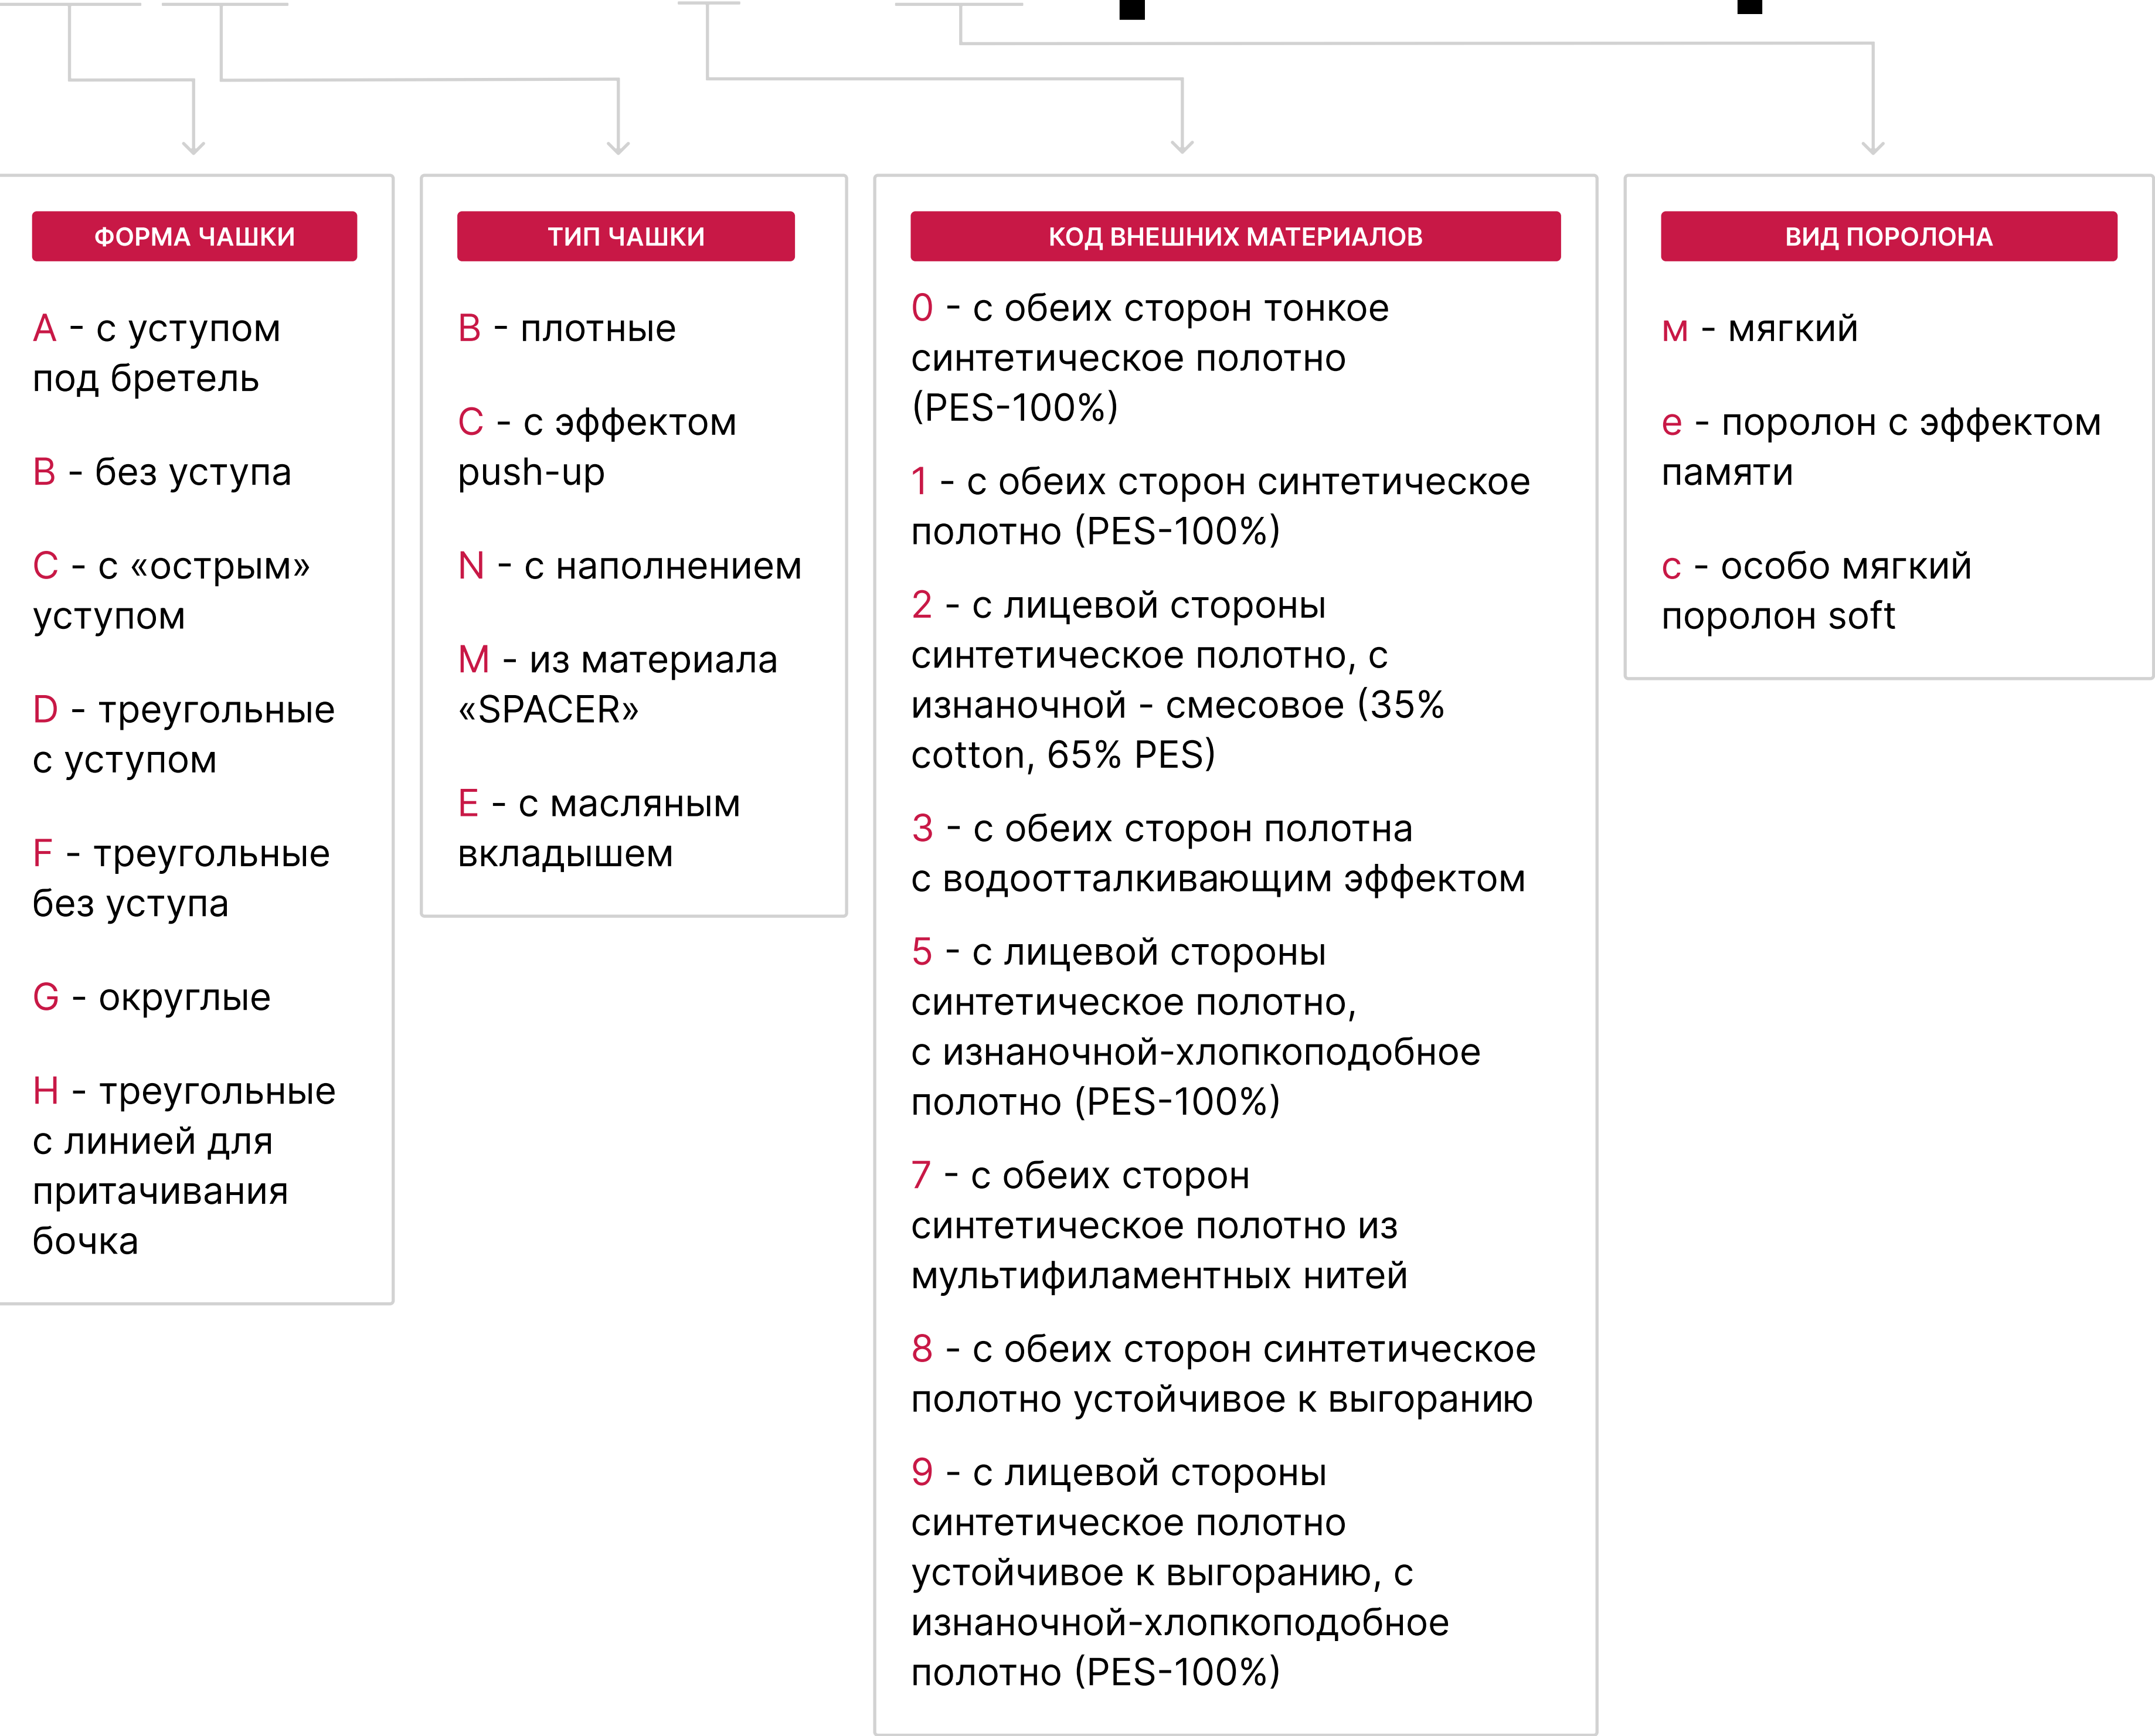 ФОРМА ЧАШКИ
A - с уступом
под бретель
B - без уступа
C - с «острым»
уступом
D - треугольные
с уступом
F - треугольные
без уступа
G - округлые
H - треугольные
с линией для
притачивания
бочка
ТИП ЧАШКИ
B - плотные
C - с эффектом
push-up
N - с наполнением
M - из материала
«SPACER»
E - с масляным
вкладышем
КОД ВНЕШНИХ МАТЕРИАЛОВ
0 - с обеих сторон тонкое
синтетическое полотно
(PES-100%)
1 - с обеих сторон синтетическое
полотно (PES-100%)
2 - с лицевой стороны
синтетическое полотно, с
изнаночной - смесовое (35%
cotton, 65% PES)
3 - с обеих сторон полотна
с водоотталкивающим эффектом
5 - с лицевой стороны
синтетическое полотно,
с изнаночной-хлопкоподобное
полотно (PES-100%)
7 - с обеих сторон
синтетическое полотно из
мультифиламентных нитей
8 - с обеих сторон синтетическое
полотно устойчивое к выгоранию
9 - с лицевой стороны
синтетическое полотно
устойчивое к выгоранию, с
изнаночной-хлопкоподобное
полотно (PES-100%)
ВИД ПОРОЛОНА
м - мягкий
е - поролон с эффектом
памяти
с - особо мягкий
поролон soft